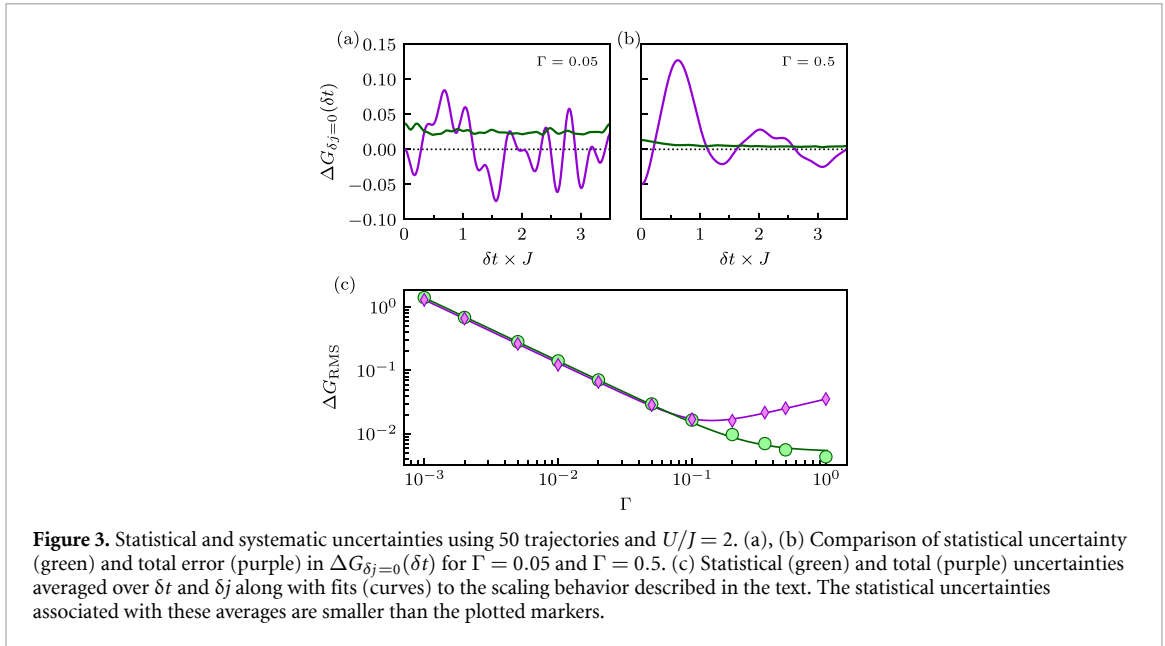 (a)
(b)
Γ = 0.05
Γ = 0.5
0.15
0.10
0.05
0.00
−0.05
−0.10
ΔG_{δj=0}(δt)
0 1 2 3
0 1 2 3
δt × J
δt × J
(c)
10⁰
10⁻¹
10⁻²
ΔG_RMS
10⁻³ 10⁻² 10⁻¹ 10⁰
Γ
Figure 3. Statistical and systematic uncertainties using 50 trajectories and U/J = 2. (a), (b) Comparison of statistical uncertainty
(green) and total error (purple) in ΔG_{δj=0}(δt) for Γ = 0.05 and Γ = 0.5. (c) Statistical (green) and total (purple) uncertainties
averaged over δt and δj along with fits (curves) to the scaling behavior described in the text. The statistical uncertainties
associated with these averages are smaller than the plotted markers.